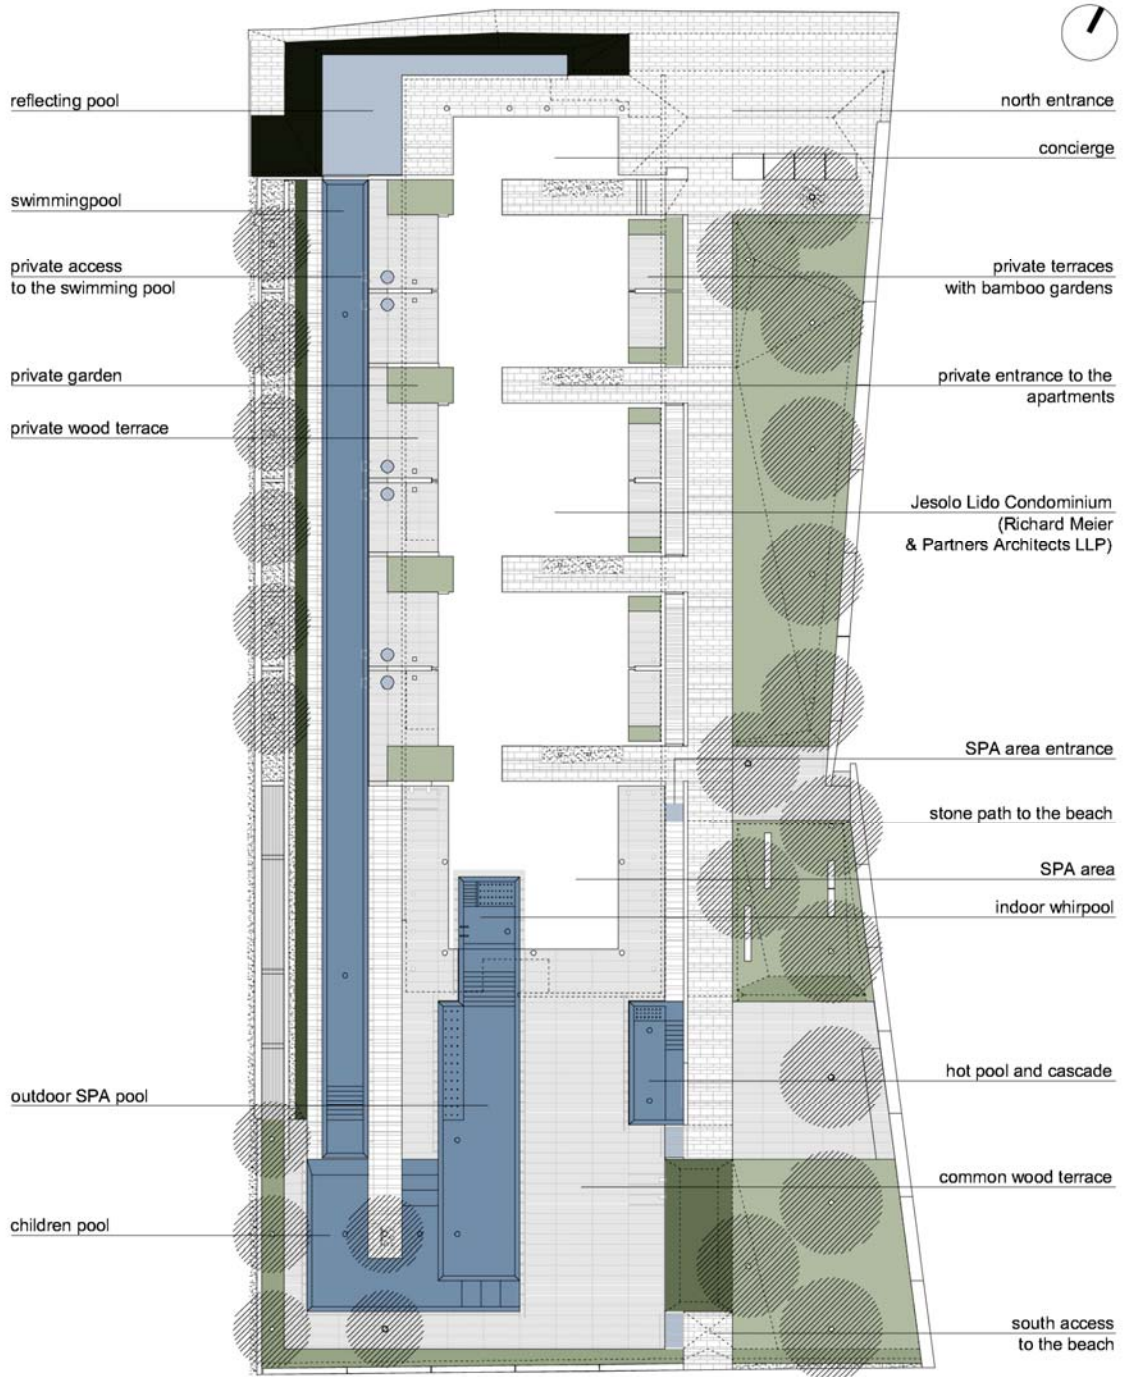 reflecting pool
swimmingpool
private access
to the swimming pool
private garden
private wood terrace
outdoor SPA pool
children pool
north entrance
concierge
private terraces
with bamboo gardens
private entrance to the
apartments
Jesolo Lido Condominium
(Richard Meier
& Partners Architects LLP)
SPA area entrance
stone path to the beach
SPA area
indoor whirpool
hot pool and cascade
common wood terrace
south access
to the beach